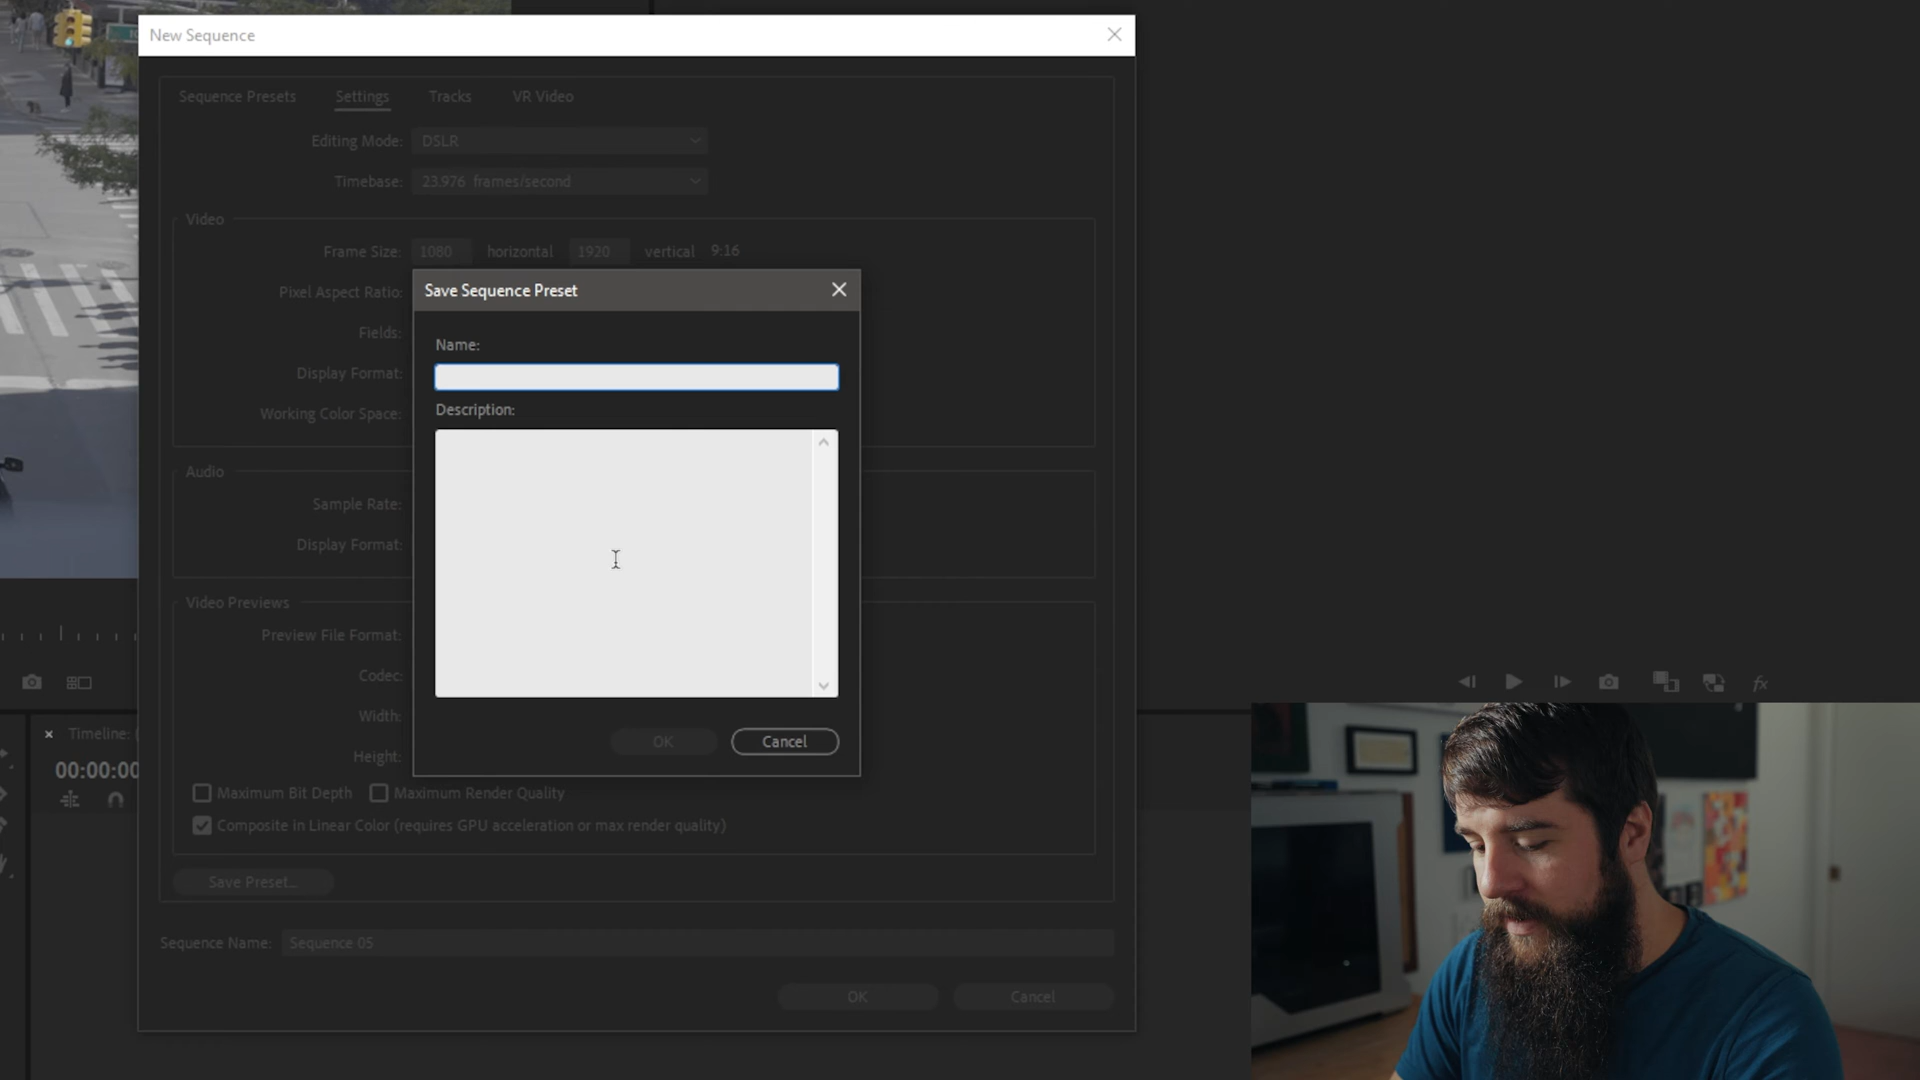 New Sequence
Sequence Presets Settings Tracks VR Video
Editing Mode: DSLR
Timebase: 23.976 frames/second
Video
Frame Size: 1080 horizontal 1920 vertical 9:16
Save Sequence Preset
Pixel Aspect Ratio:
Fields:
Name:
Display Format:
Description:
Working Color Space:
Audio
Sample Rate:
Display Format:
Video Previews
Preview File Format:
Codec:
Width:
OK Cancel
Height:
Timeline:
00:00:00
Maximum Bit Depth Maximum Render Quality
Composite in Linear Color (requires GPU acceleration or max render quality)
Save Preset...
Sequence Name: Sequence 05
OK Cancel
fx